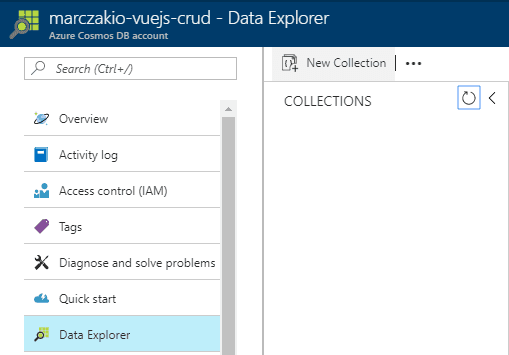 marczakio-vuejs-crud - Data Explorer
Azure Cosmos DB account
Search (Ctrl+/)
New Collection
COLLECTIONS
Overview
Activity log
Access control (IAM)
Tags
Diagnose and solve problems
Quick start
Data Explorer